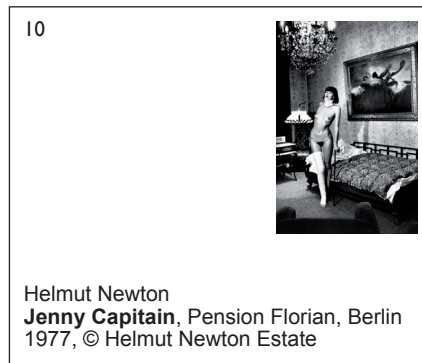 10
Helmut Newton
Jenny Capitain, Pension Florian, Berlin
1977, © Helmut Newton Estate